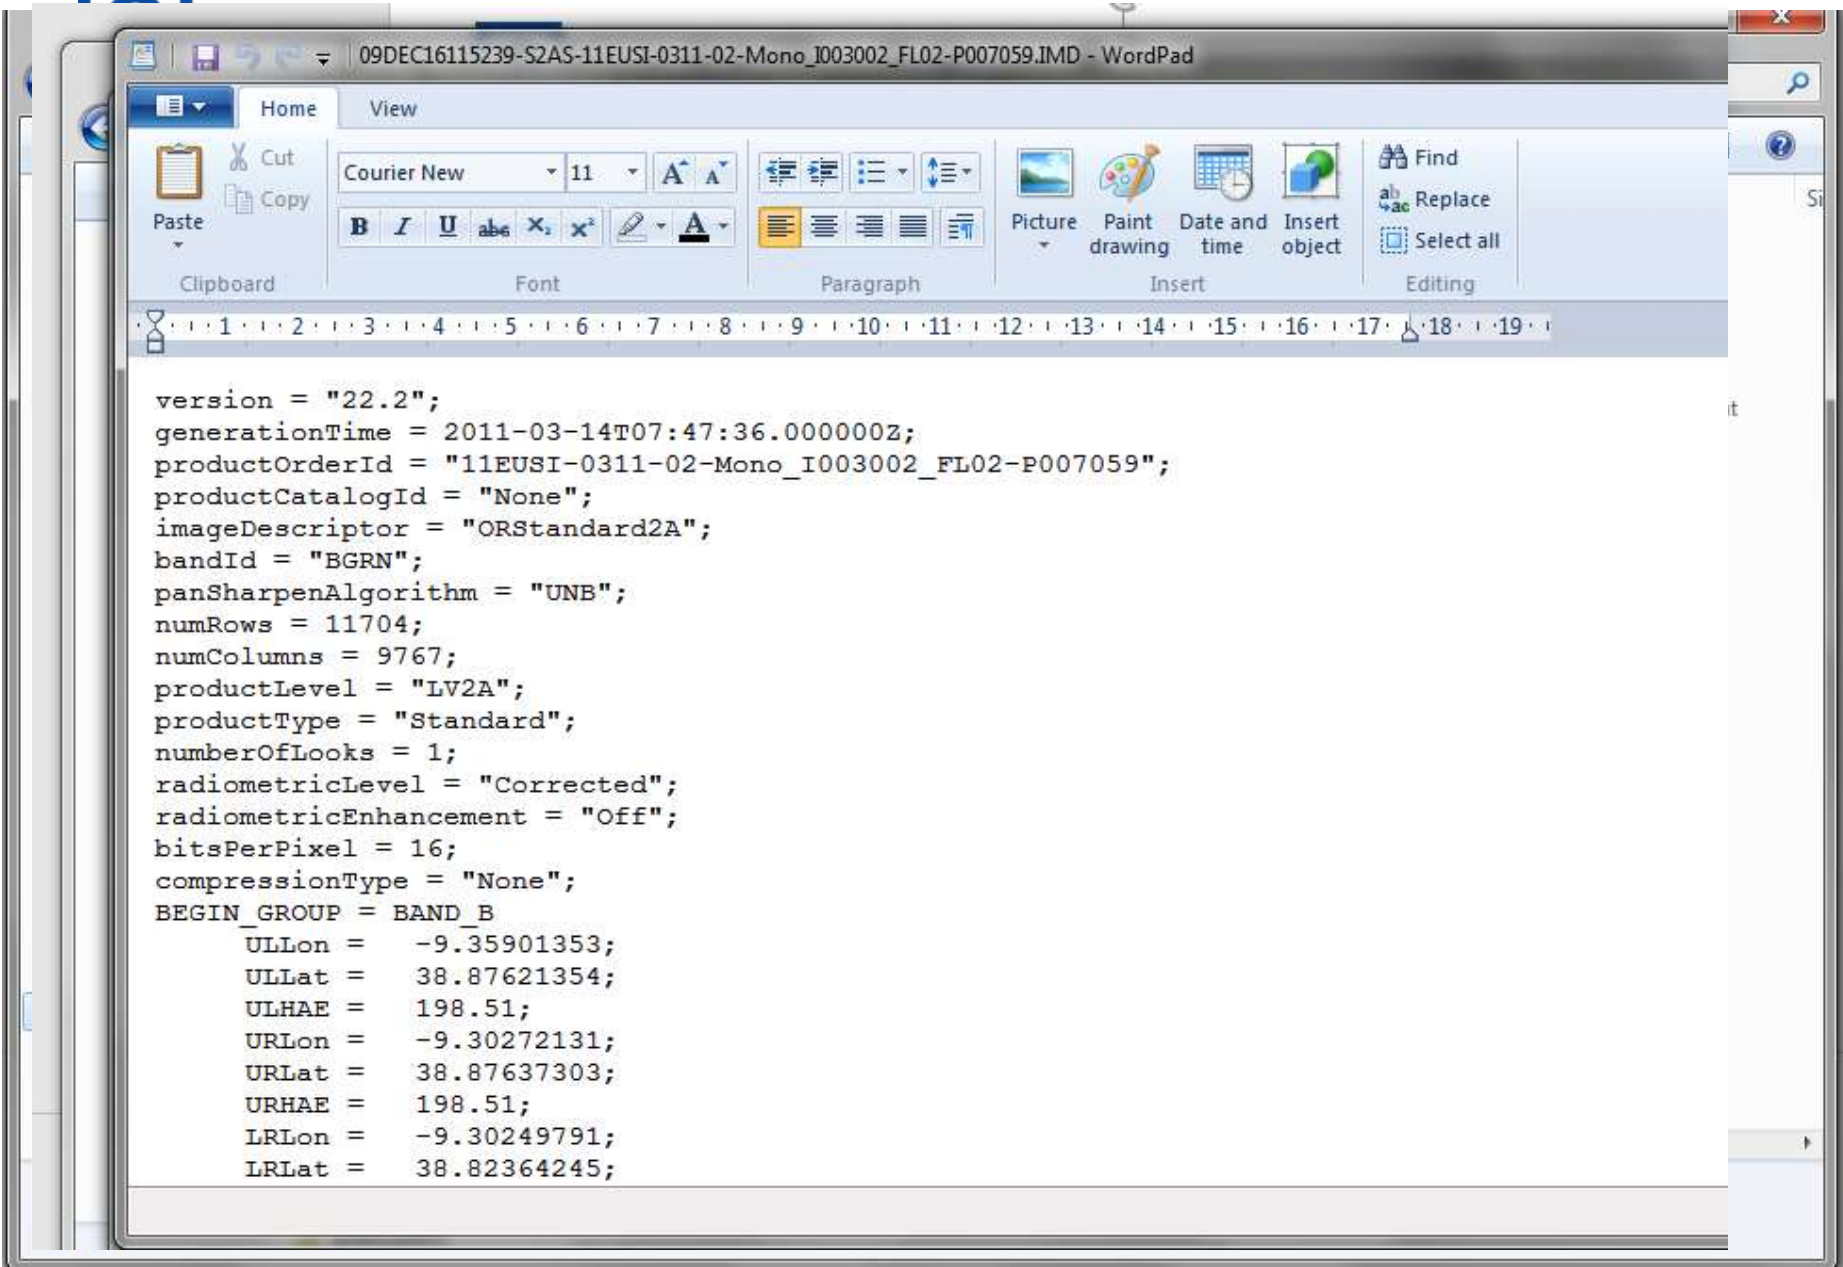 09DEC16115239-S2AS-11EUSI-0311-02-Mono_I003002_FL02-P007059.IMD - WordPad
Home View
Paste
Cut
Copy
Clipboard
Courier New 11
B I U abc X₂ x² A
Font
Paragraph
Picture
Paint drawing
Date and time
Insert object
Insert
Find
Replace
Select all
Editing
1 2 3 4 5 6 7 8 9 10 11 12 13 14 15 16 17 18 19
version = "22.2";
generationTime = 2011-03-14T07:47:36.000000Z;
productOrderId = "11EUSI-0311-02-Mono_I003002_FL02-P007059";
productCatalogId = "None";
imageDescriptor = "ORStandard2A";
bandId = "BGRN";
panSharpenAlgorithm = "UNB";
numRows = 11704;
numColumns = 9767;
productLevel = "LV2A";
productType = "Standard";
numberOfLooks = 1;
radiometricLevel = "Corrected";
radiometricEnhancement = "Off";
bitsPerPixel = 16;
compressionType = "None";
BEGIN_GROUP = BAND_B
ULLon = -9.35901353;
ULLat = 38.87621354;
ULHAE = 198.51;
URLon = -9.30272131;
URLat = 38.87637303;
URHAE = 198.51;
LRLon = -9.30249791;
LRLat = 38.82364245;